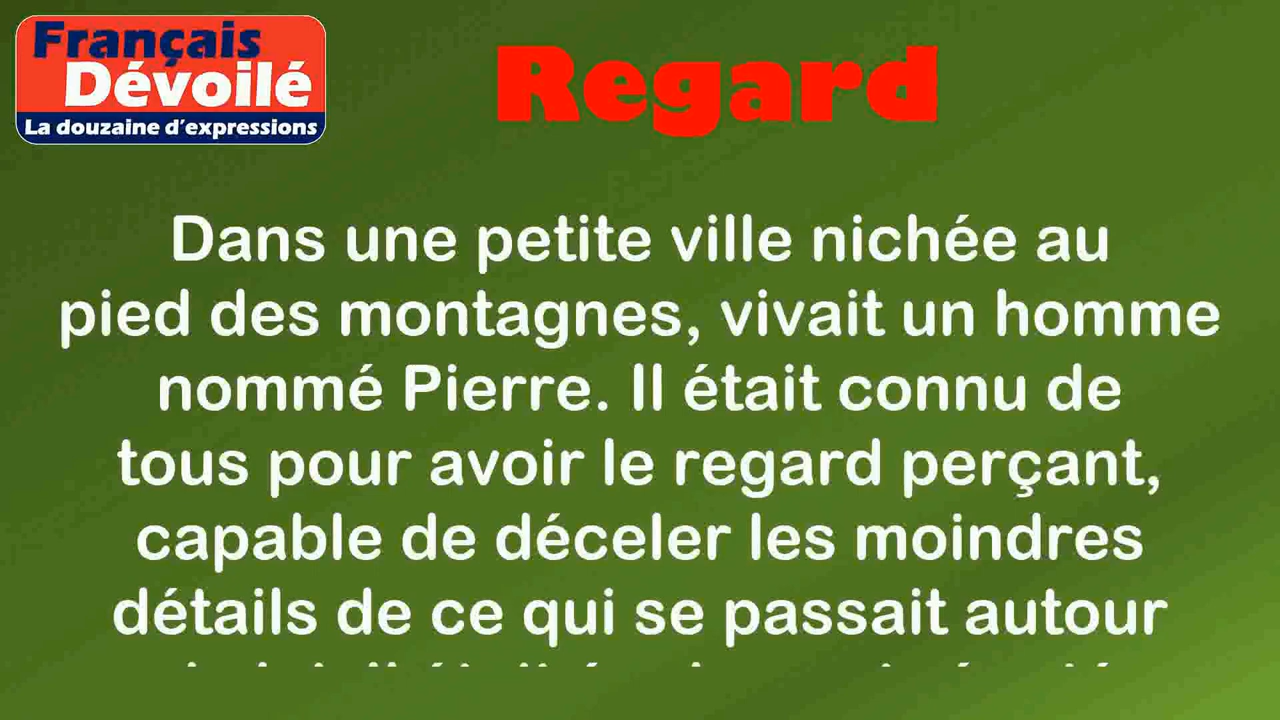 Français
Dévoilé
La douzaine d'expressions
Regard
Dans une petite ville nichée au
pied des montagnes, vivait un homme
nommé Pierre. Il était connu de
tous pour avoir le regard perçant,
capable de déceler les moindres
détails de ce qui se passait autour